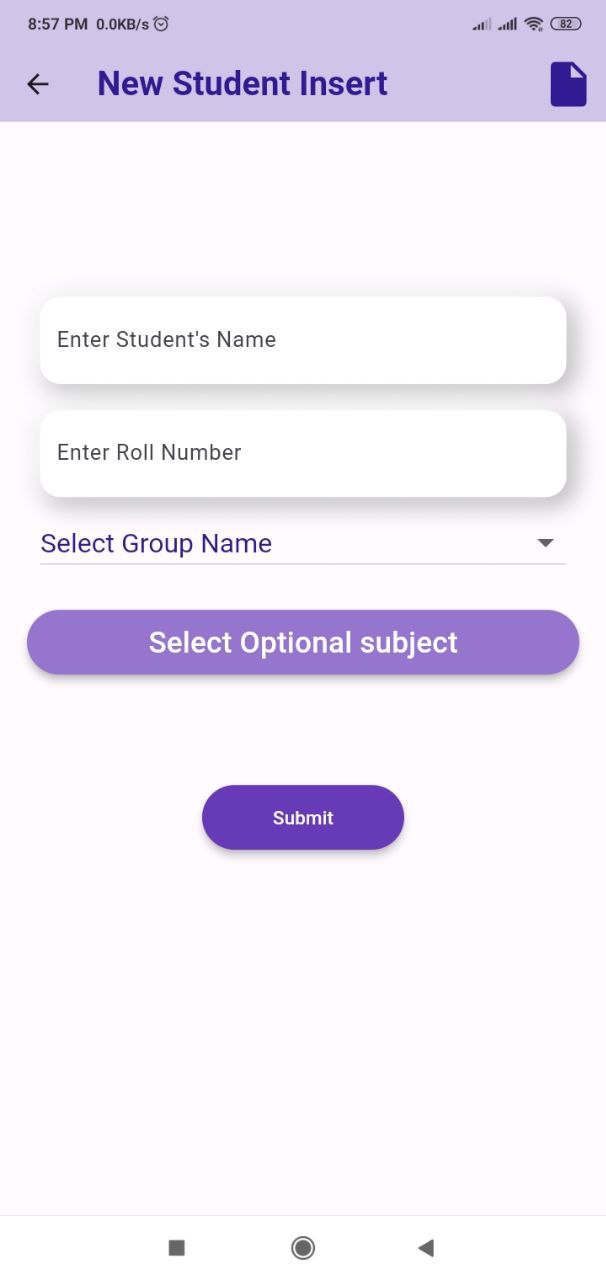 8:57 PM 0.0KB/s 82
New Student Insert
Enter Student's Name
Enter Roll Number
Select Group Name
Select Optional subject
Submit